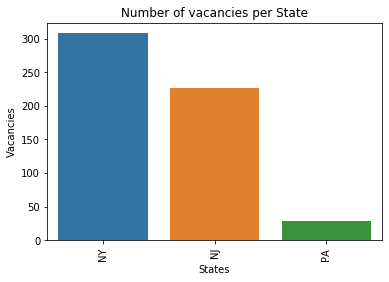 Number of vacancies per State
Vacancies
300
250
200
150
100
50
0
NY
NJ
PA
States